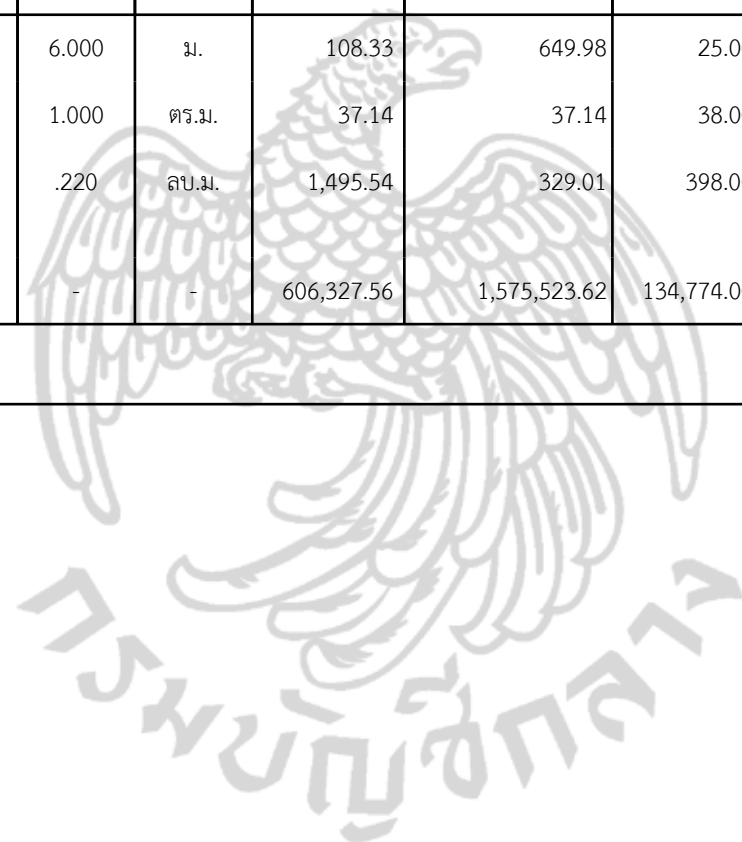 6.000 ม. 108.33 649.98 25.0
1.000 ตร.ม. 37.14 37.14 38.0
.220 ลบ.ม. 1,495.54 329.01 398.0
- - 606,327.56 1,575,523.62 134,774.0
กรมบัญชีกลาง